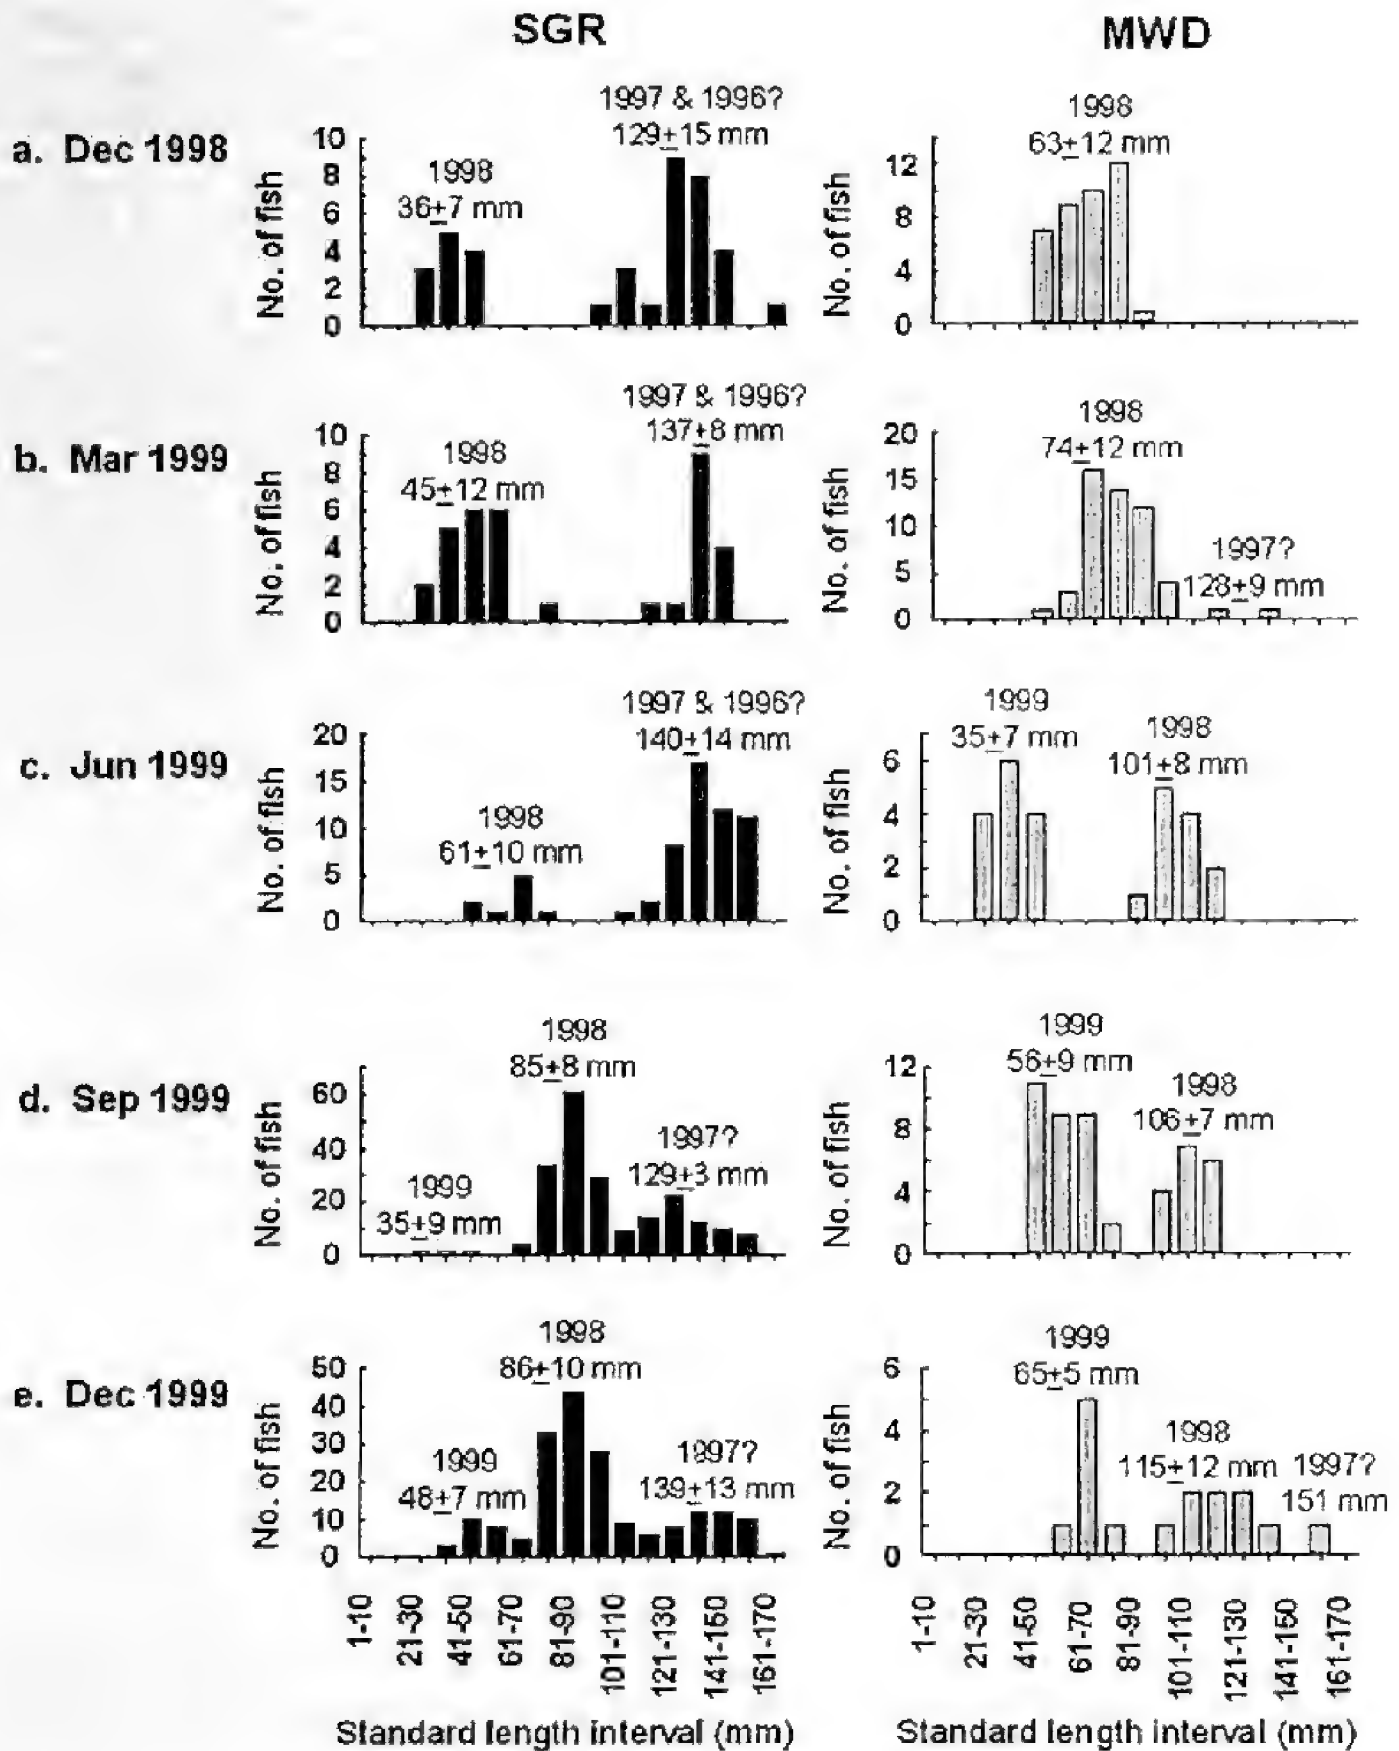 SGR
MWD
a. Dec 1998
No. of fish
10
8
6
4
2
0
1998
36±7 mm
1997 & 1996?
129±15 mm
No. of fish
12
8
4
0
1998
63±12 mm
b. Mar 1999
No. of fish
10
8
6
4
2
0
1998
45±12 mm
1997 & 1996?
137±8 mm
No. of fish
20
15
10
5
0
1998
74±12 mm
1997?
128±9 mm
c. Jun 1999
No. of fish
20
15
10
5
0
1998
61±10 mm
1997 & 1996?
140±14 mm
No. of fish
6
4
2
0
1999
35±7 mm
1998
101±8 mm
d. Sep 1999
No. of fish
60
40
20
0
1999
35±9 mm
1998
85±8 mm
1997?
129±3 mm
No. of fish
12
8
4
0
1999
56±9 mm
1998
106±7 mm
e. Dec 1999
No. of fish
50
40
30
20
10
0
1999
48±7 mm
1998
86±10 mm
1997?
139±13 mm
No. of fish
6
4
2
0
1999
65±5 mm
1998
115±12 mm
1997?
151 mm
1-10
21-30
41-50
61-70
81-90
101-110
121-130
141-150
161-170
Standard length interval (mm)
1-10
21-30
41-50
61-70
81-90
101-110
121-130
141-150
161-170
Standard length interval (mm)